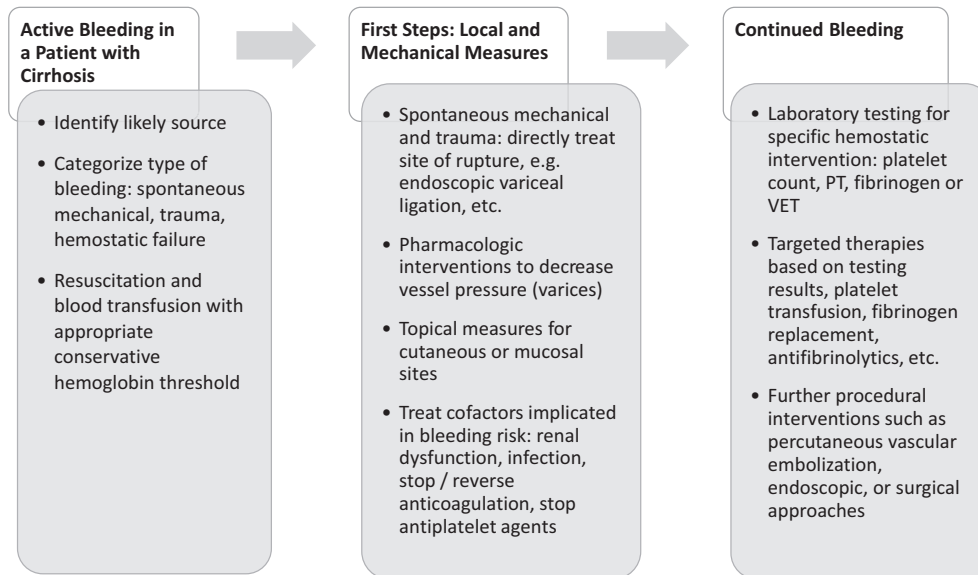 Active Bleeding in
a Patient with
Cirrhosis
• Identify likely source
• Categorize type of
bleeding: spontaneous
mechanical, trauma,
hemostatic failure
• Resuscitation and
blood transfusion with
appropriate
conservative
hemoglobin threshold
First Steps: Local and
Mechanical Measures
• Spontaneous mechanical
and trauma: directly treat
site of rupture, e.g.
endoscopic variceal
ligation, etc.
• Pharmacologic
interventions to decrease
vessel pressure (varices)
• Topical measures for
cutaneous or mucosal
sites
• Treat cofactors implicated
in bleeding risk: renal
dysfunction, infection,
stop / reverse
anticoagulation, stop
antiplatelet agents
Continued Bleeding
• Laboratory testing for
specific hemostatic
intervention: platelet
count, PT, fibrinogen or
VET
• Targeted therapies
based on testing
results, platelet
transfusion, fibrinogen
replacement,
antifibrinolytics, etc.
• Further procedural
interventions such as
percutaneous vascular
embolization,
endoscopic, or surgical
approaches